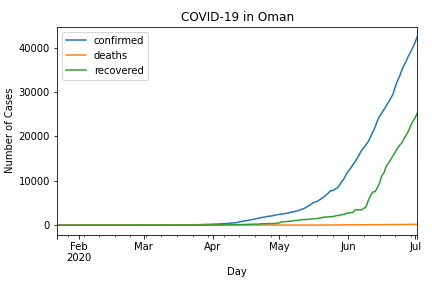 COVID-19 in Oman
confirmed
deaths
recovered
Number of Cases
40000
30000
20000
10000
0
Feb Mar Apr May Jun Jul
2020
Day